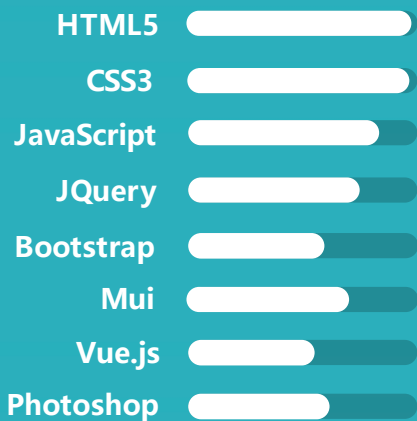 HTML5
CSS3
JavaScript
JQuery
Bootstrap
Mui
Vue.js
Photoshop